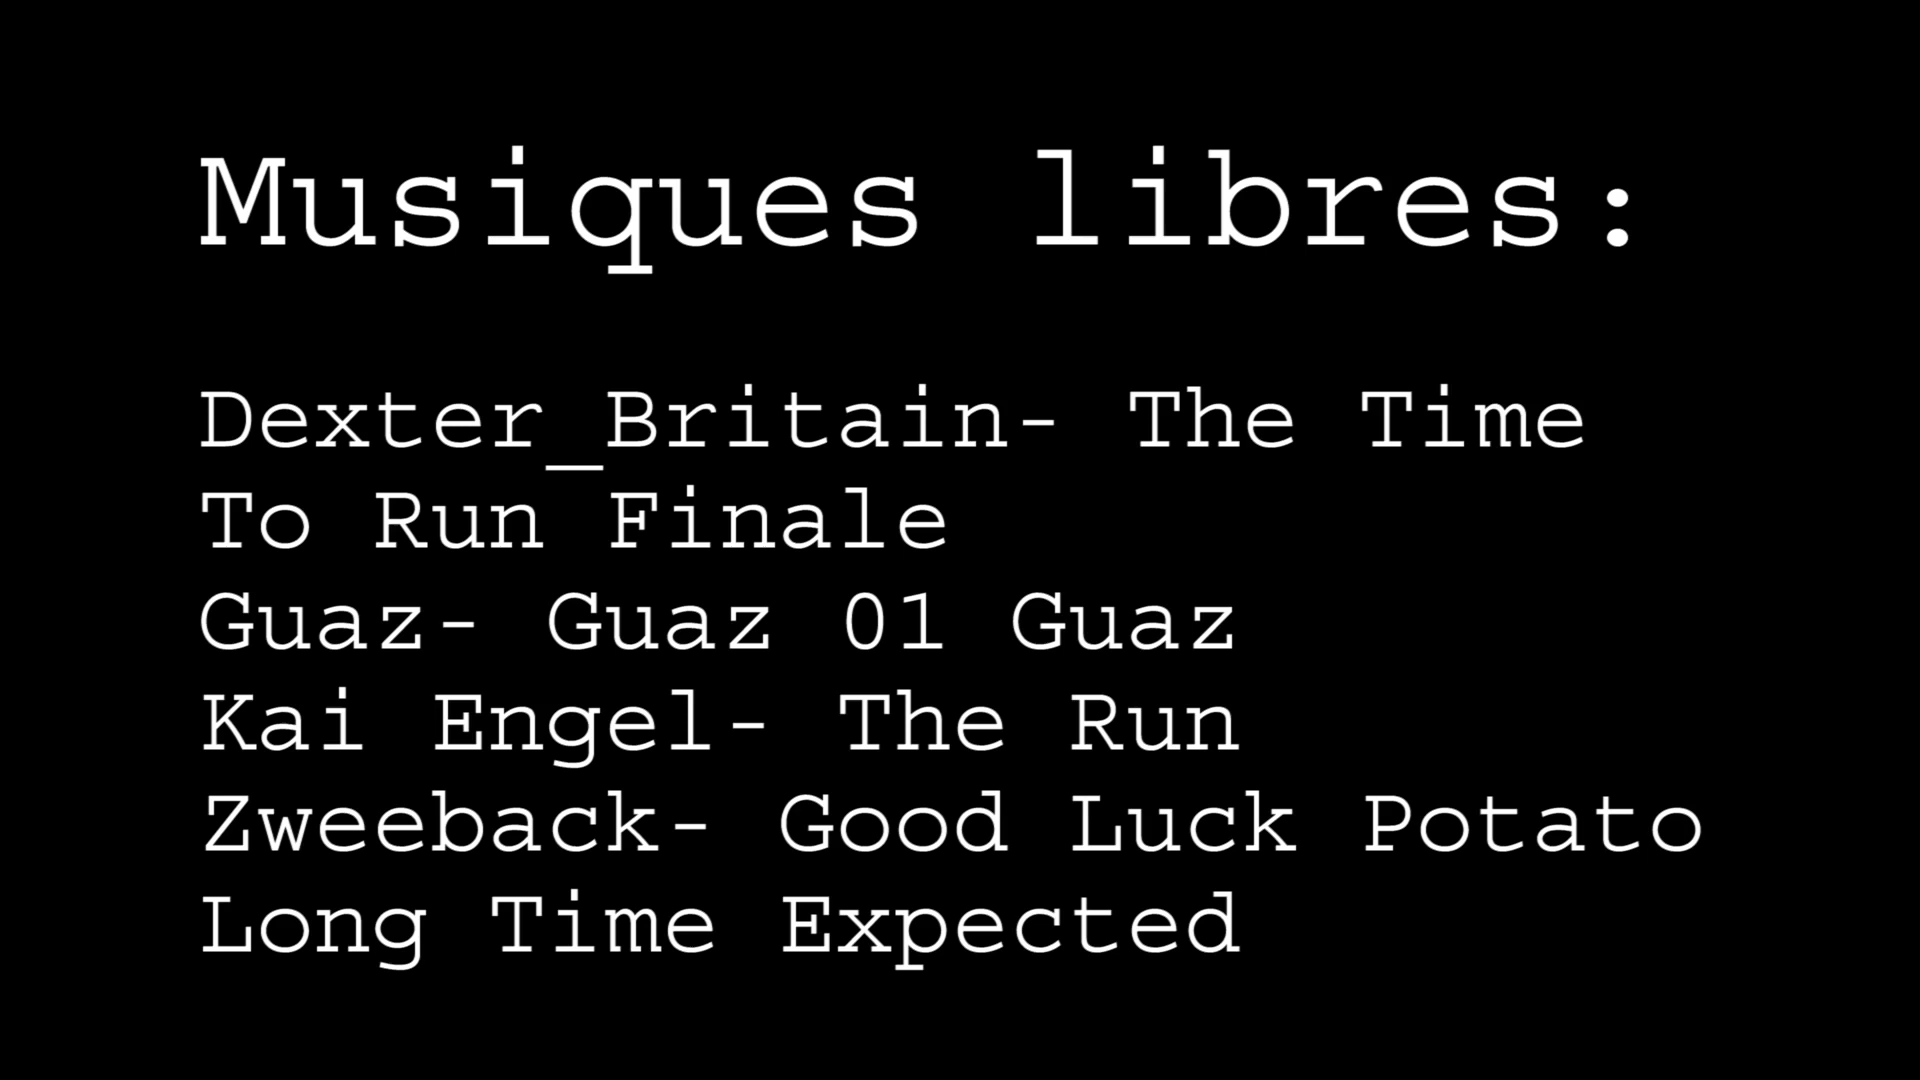 Musiques libres:
Dexter_Britain- The Time
To Run Finale
Guaz- Guaz 01 Guaz
Kai Engel- The Run
Zweeback- Good Luck Potato
Long Time Expected